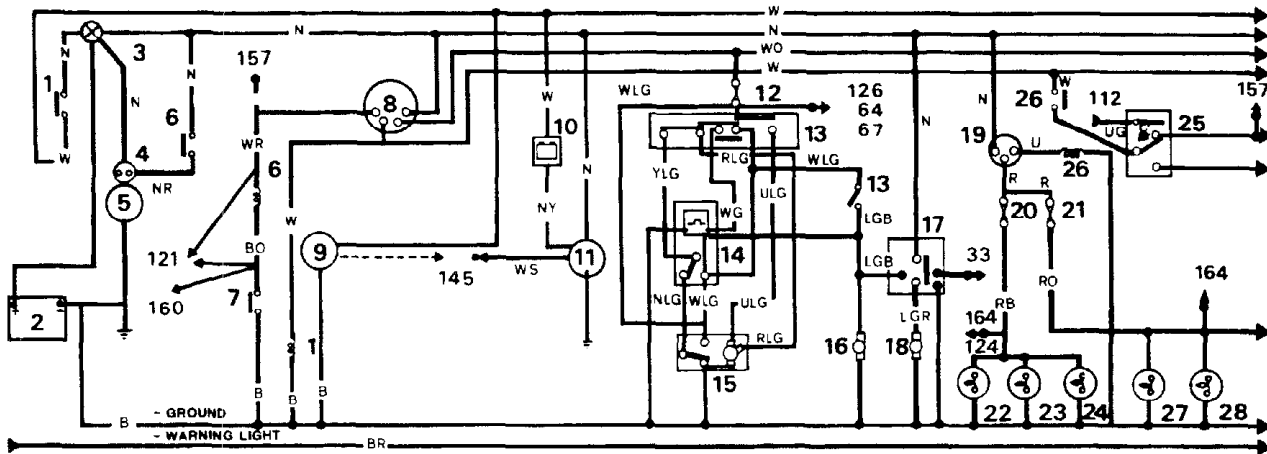 W
N N WO
3 N 157 W
1 N 8 W WLG 12 126 26 W 112 157
N 6 10 64 N 25
67 19 UG
W 4 WR 13 N U
RLG WLG 26
NR 6 YLG 13 R R
5 W N ULG 20 21
NY WG LGB 17
BO 9 14
121 11 LGB 33
145 WS 164
160 7 NLG WLG ULG RB RO
2 LGR
1 16 18 164
RLG 124
15
B B B
22 23 24 27 28
B - GROUND
- WARNING LIGHT BR